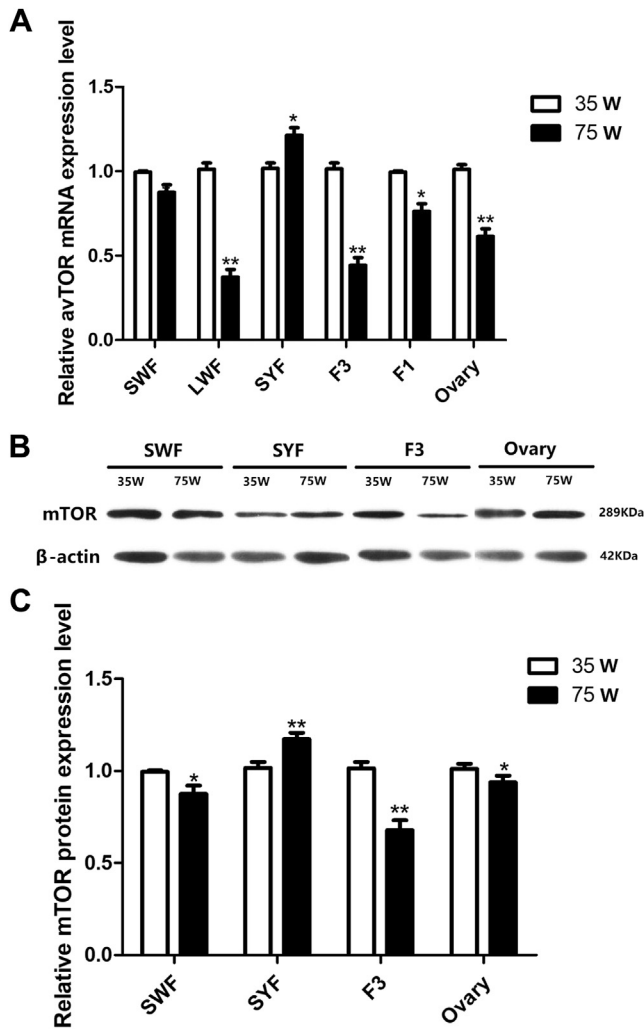 A
Relative avTOR mRNA expression level
1.5
1.0
0.5
0.0
35 W
75 W
*
**
*
**
*
**
SWF
LWF
SYF
F3
F1
Ovary
B
SWF SYF F3 Ovary
35W 75W 35W 75W 35W 75W 35W 75W
mTOR 289KDa
β-actin 42KDa
C
Relative mTOR protein expression level
1.5
1.0
0.5
0.0
35 W
75 W
*
**
**
*
SWF
SYF
F3
Ovary